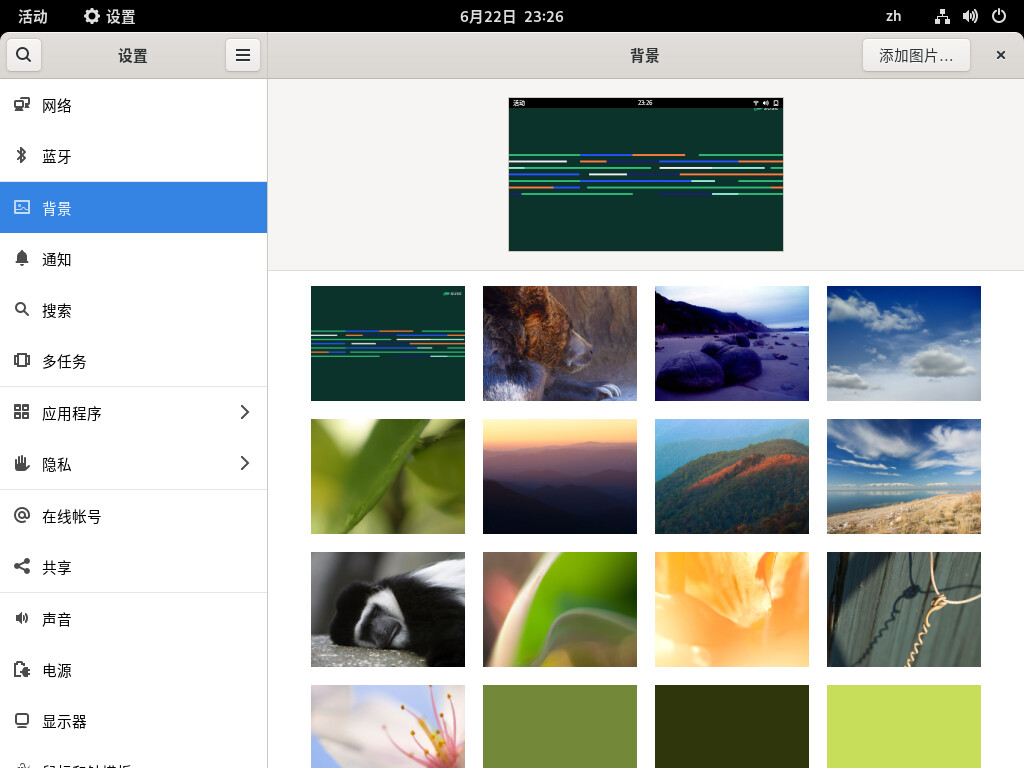 活动
设置
6月22日 23:26
zh
设置
背景
添加图片…
网络
蓝牙
背景
通知
搜索
多任务
应用程序
隐私
在线帐号
共享
声音
电源
显示器
活动
23:26